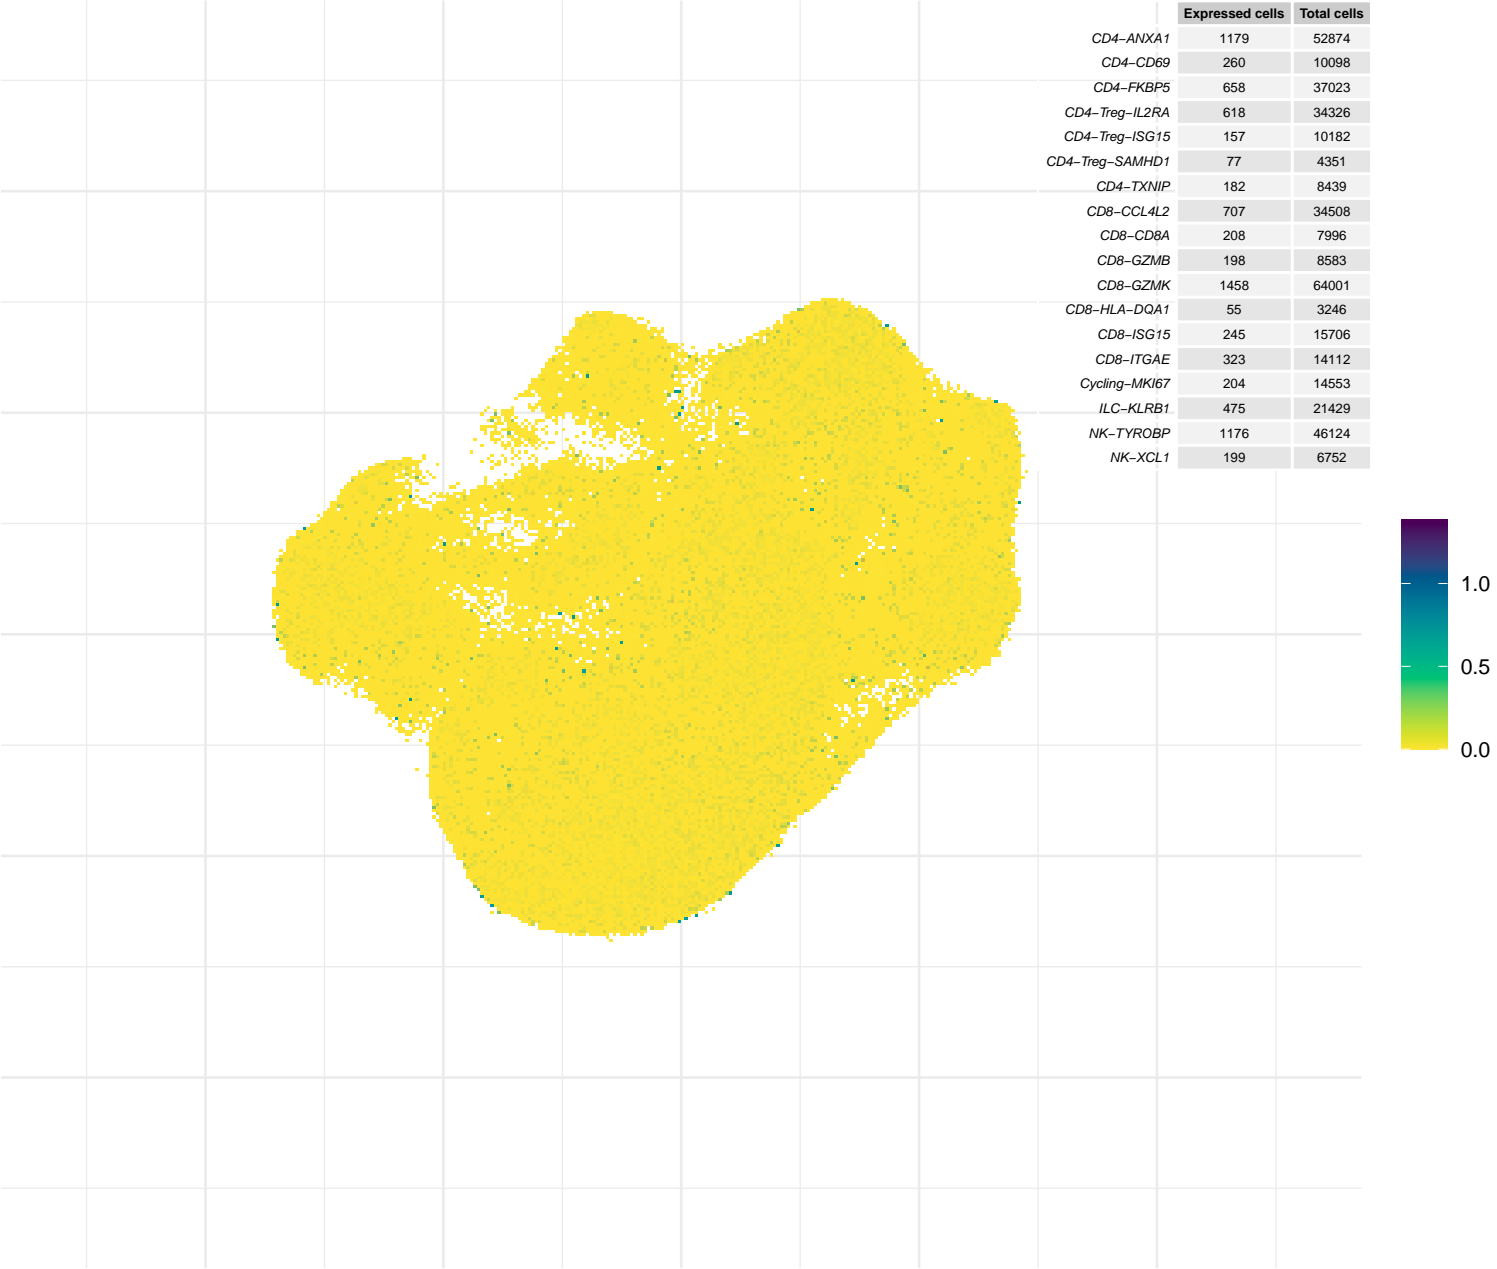 Expressed cells Total cells
CD4−ANXA1 1179 52874
CD4−CD69 260 10098
CD4−FKBP5 658 37023
CD4−Treg−IL2RA 618 34326
CD4−Treg−ISG15 157 10182
CD4−Treg−SAMHD1 77 4351
CD4−TXNIP 182 8439
CD8−CCL4L2 707 34508
CD8−CD8A 208 7996
CD8−GZMB 198 8583
CD8−GZMK 1458 64001
CD8−HLA−DQA1 55 3246
CD8−ISG15 245 15706
CD8−ITGAE 323 14112
Cycling−MKI67 204 14553
ILC−KLRB1 475 21429
NK−TYROBP 1176 46124
NK−XCL1 199 6752
1.0
0.5
0.0